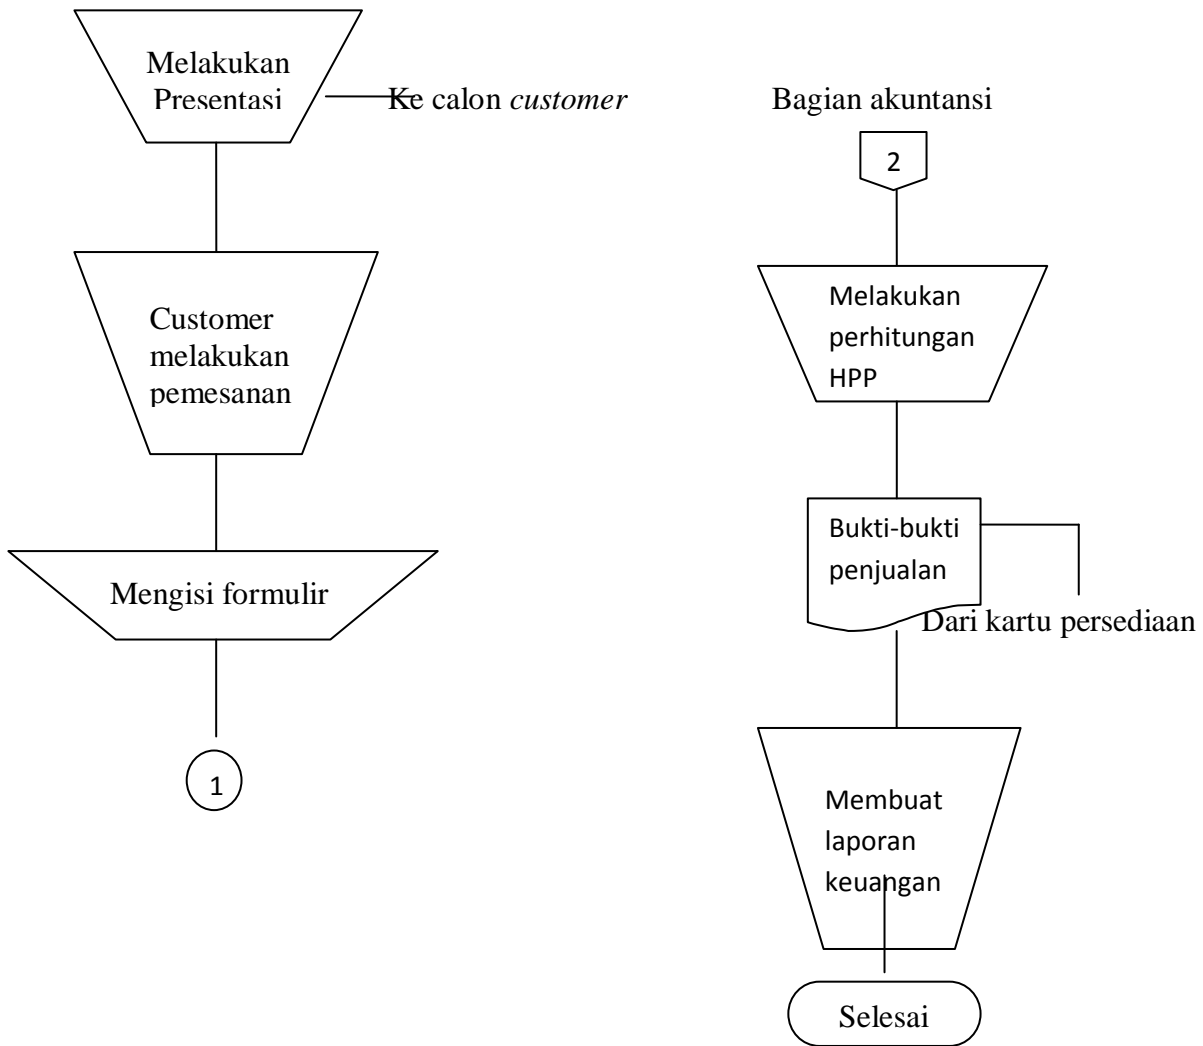 Melakukan
Presentasi
Ke calon customer
Customer
melakukan
pemesanan
Mengisi formulir
1
Bagian akuntansi
2
Melakukan
perhitungan
HPP
Bukti-bukti
penjualan
Dari kartu persediaan
Membuat
laporan
keuangan
Selesai